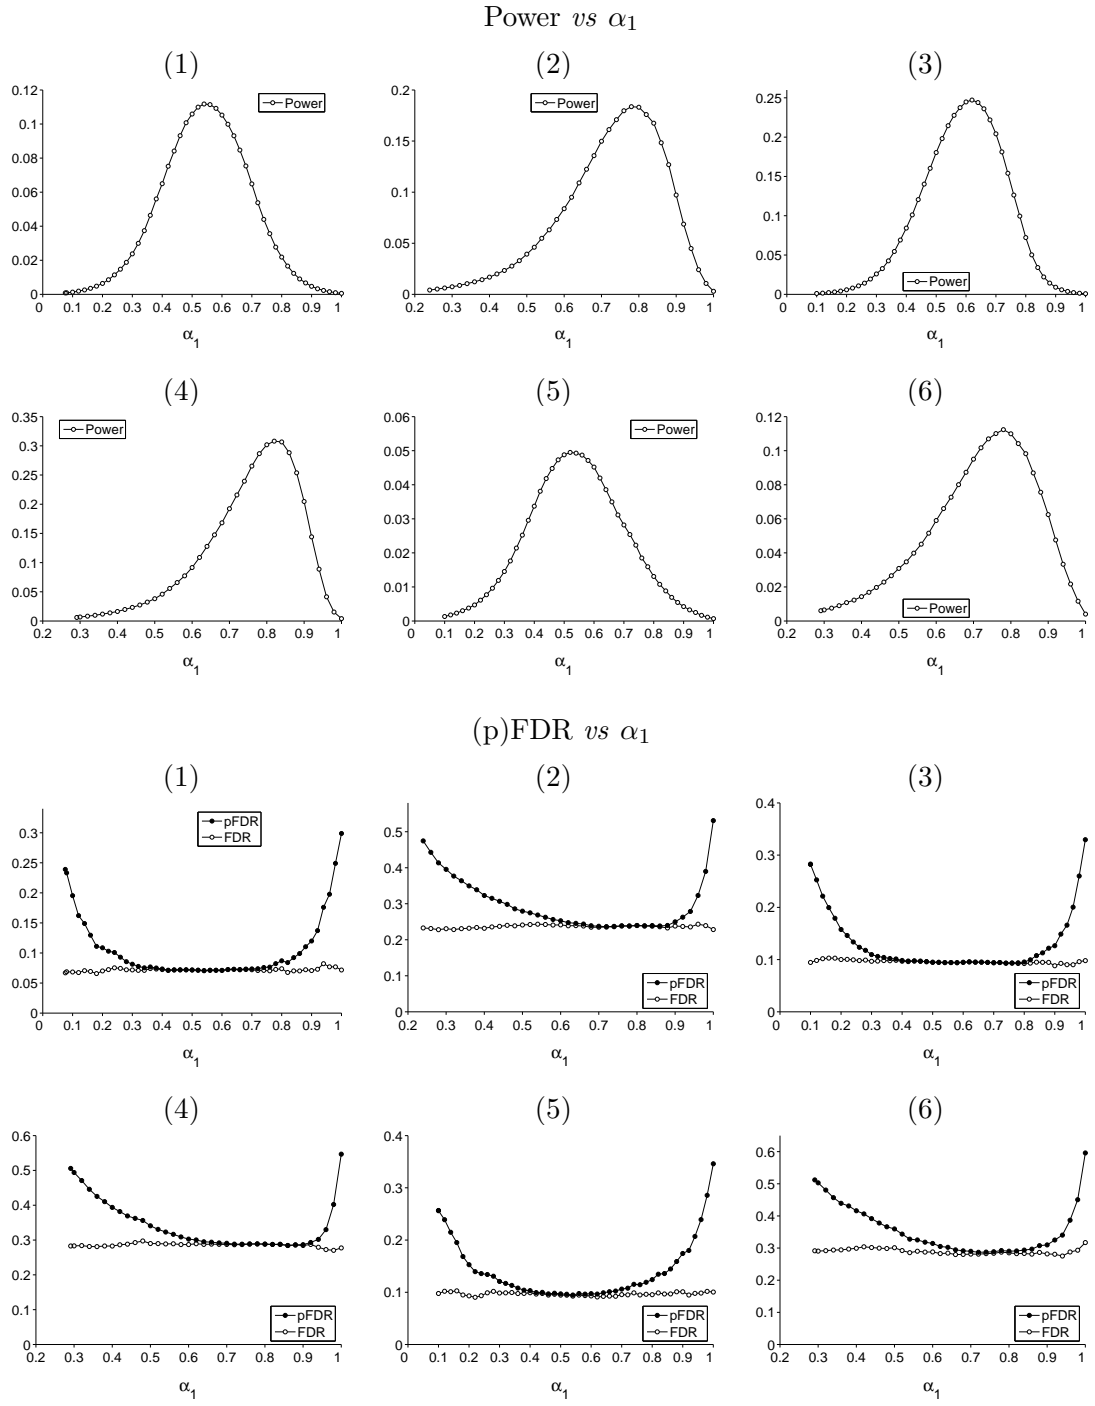 Power vs α1
(1) (2) (3)
0.12 0.1 0.08 0.06 0.04 0.02 0
0 0.1 0.2 0.3 0.4 0.5 0.6 0.7 0.8 0.9 1
Power
α1
0.2 0.15 0.1 0.05 0
0.2 0.3 0.4 0.5 0.6 0.7 0.8 0.9 1
Power
α1
0.25 0.2 0.15 0.1 0.05 0
0 0.1 0.2 0.3 0.4 0.5 0.6 0.7 0.8 0.9 1
Power
α1
(4) (5) (6)
0.35 0.3 0.25 0.2 0.15 0.1 0.05 0
0.2 0.3 0.4 0.5 0.6 0.7 0.8 0.9 1
Power
α1
0.06 0.05 0.04 0.03 0.02 0.01 0
0 0.1 0.2 0.3 0.4 0.5 0.6 0.7 0.8 0.9 1
Power
α1
0.12 0.1 0.08 0.06 0.04 0.02 0
0.2 0.3 0.4 0.5 0.6 0.7 0.8 0.9 1
Power
α1
(p)FDR vs α1
(1) (2) (3)
0.3 0.25 0.2 0.15 0.1 0.05 0
0 0.1 0.2 0.3 0.4 0.5 0.6 0.7 0.8 0.9 1
pFDR
FDR
α1
0.5 0.4 0.3 0.2 0.1 0
0.2 0.3 0.4 0.5 0.6 0.7 0.8 0.9 1
pFDR
FDR
α1
0.4 0.3 0.2 0.1 0
0 0.1 0.2 0.3 0.4 0.5 0.6 0.7 0.8 0.9 1
pFDR
FDR
α1
(4) (5) (6)
0.6 0.5 0.4 0.3 0.2 0.1 0
0.2 0.3 0.4 0.5 0.6 0.7 0.8 0.9 1
pFDR
FDR
α1
0.4 0.3 0.2 0.1 0
0 0.1 0.2 0.3 0.4 0.5 0.6 0.7 0.8 0.9 1
pFDR
FDR
α1
0.6 0.5 0.4 0.3 0.2 0.1 0
0.2 0.3 0.4 0.5 0.6 0.7 0.8 0.9 1
pFDR
FDR
α1